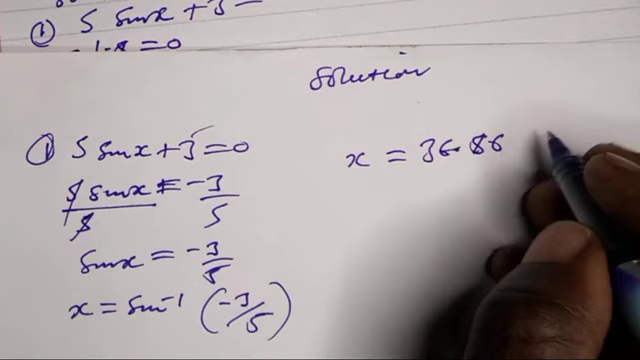 ① 5 sinx + 3 =
Solution
① 5 sinx + 3 = 0
5 sinx = -3
5 5
sinx = -3/5
x = sin⁻¹ (-3/5)
x = 36.86